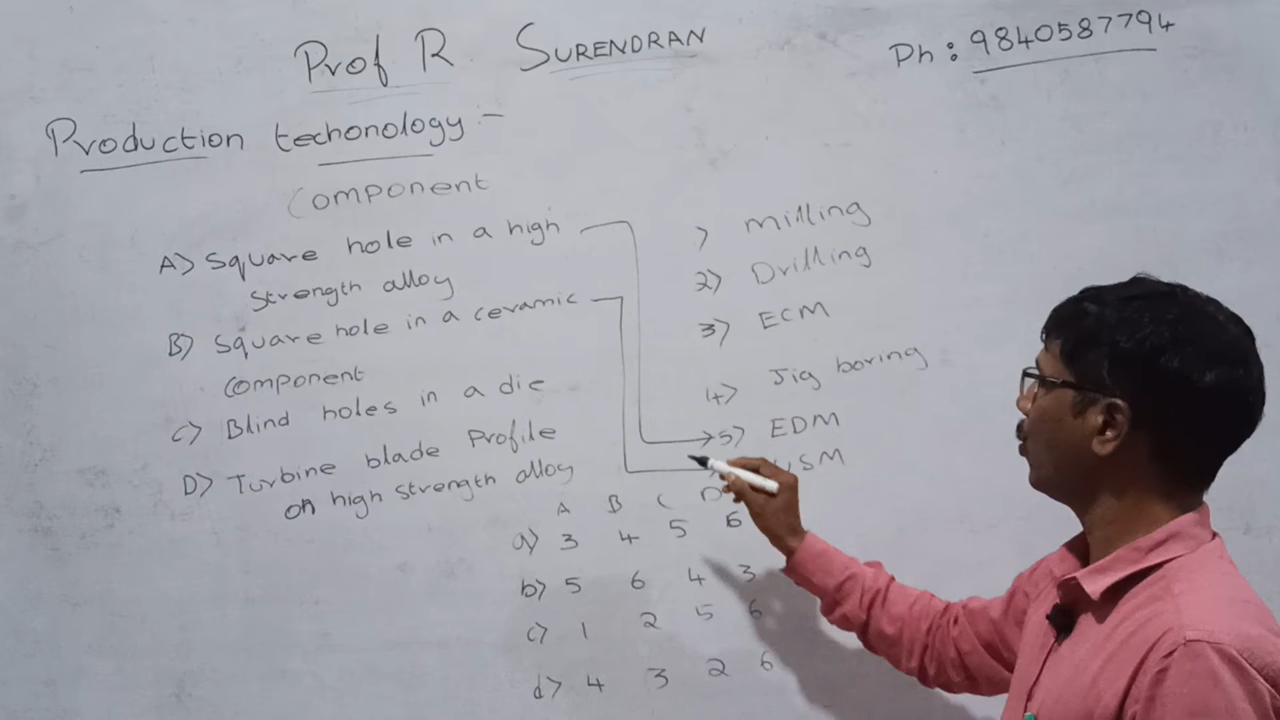 Prof R. SURENDRAN
Ph : 9840587794
Production techonology -
Component
A) Square hole in a high
strength alloy
B) Square hole in a ceramic
component
C) Blind holes in a die
D) Turbine blade Profile
on high strength alloy
) milling
2) Drilling
3) ECM
4) Jig boring
5) EDM
USM
A B C D
a) 3 4 5 6
b) 5 6 4 3
c) 1 2 5 6
d) 4 3 2 6